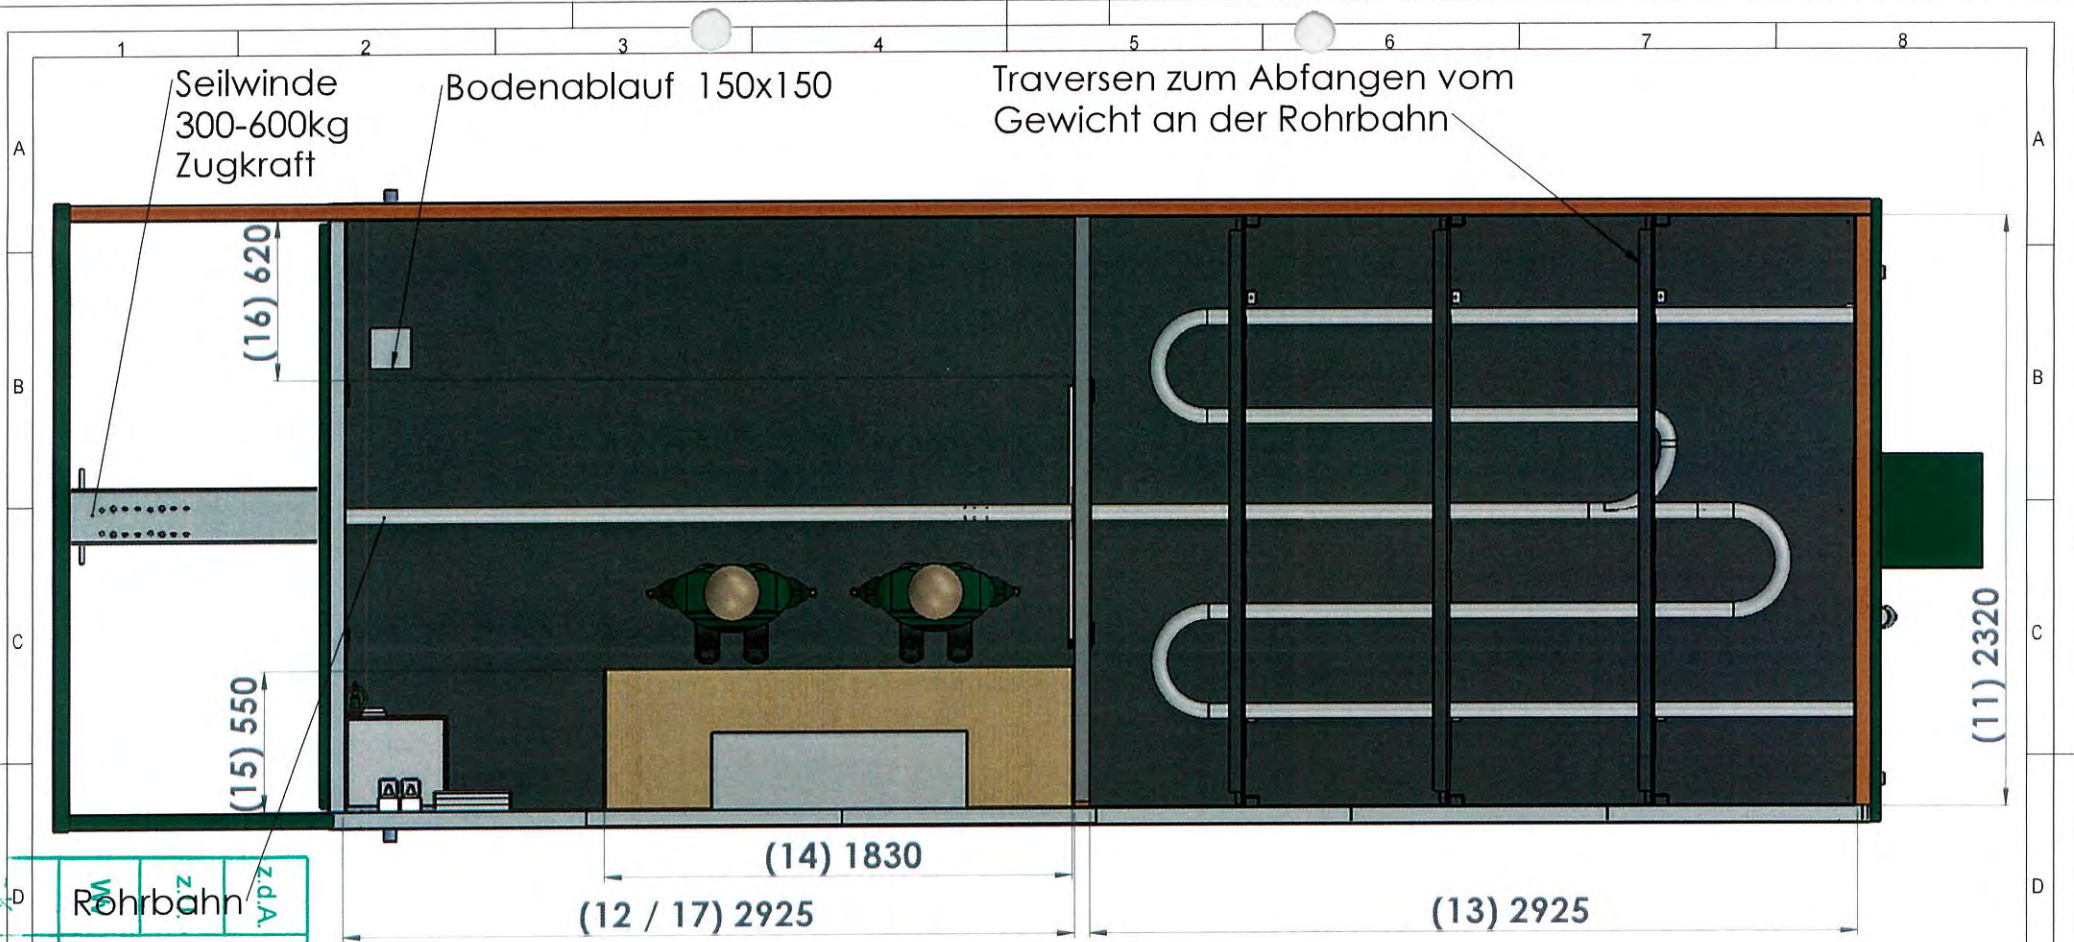 1 2 3 4 5 6 7 8
Seilwinde
300-600kg
Zugkraft
Bodenablauf 150x150
Traversen zum Abfangen vom
Gewicht an der Rohrbahn
A A
(16) 620
B B
C C
(15) 550
(11) 2320
(14) 1830
(12 / 17) 2925
(13) 2925
D D
Rohrbahn
z.d.A.